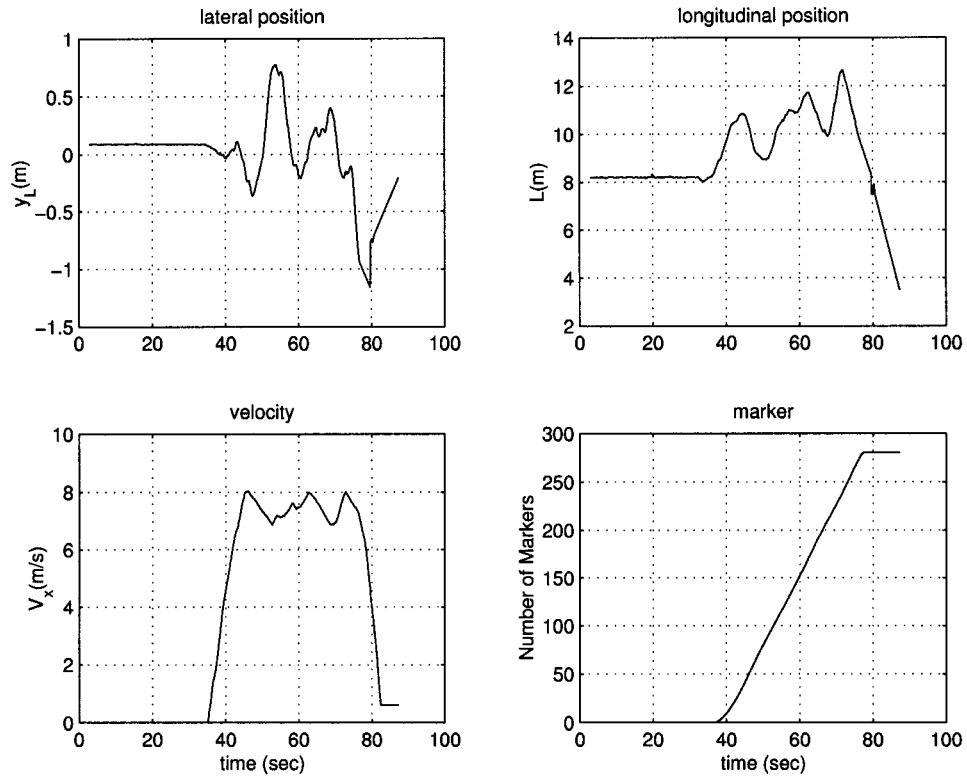 lateral position
1
0.5
0
−0.5
−1
−1.5
y_L(m)
0 20 40 60 80 100
longitudinal position
14
12
10
8
6
4
2
L(m)
0 20 40 60 80 100
velocity
10
8
6
4
2
0
V_x(m/s)
0 20 40 60 80 100
time (sec)
marker
300
250
200
150
100
50
0
Number of Markers
0 20 40 60 80 100
time (sec)